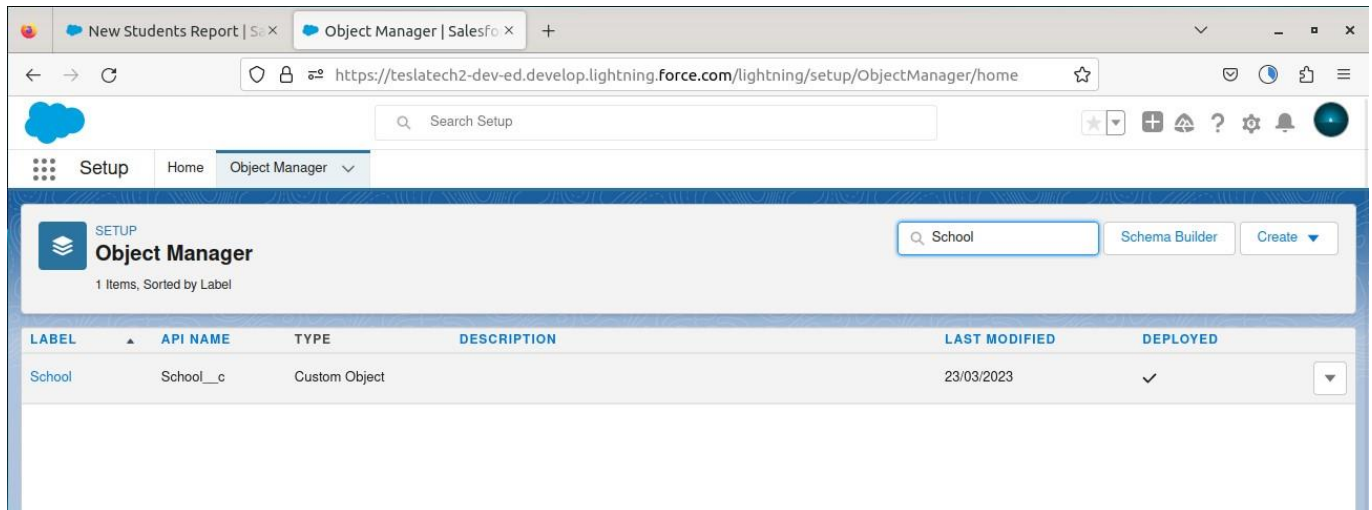 New Students Report | Sa
Object Manager | Salesfo
https://teslatech2-dev-ed.develop.lightning.force.com/lightning/setup/ObjectManager/home
Search Setup
Setup Home Object Manager
SETUP
Object Manager
1 Items, Sorted by Label
School
Schema Builder
Create
LABEL API NAME TYPE DESCRIPTION LAST MODIFIED DEPLOYED
School School__c Custom Object 23/03/2023